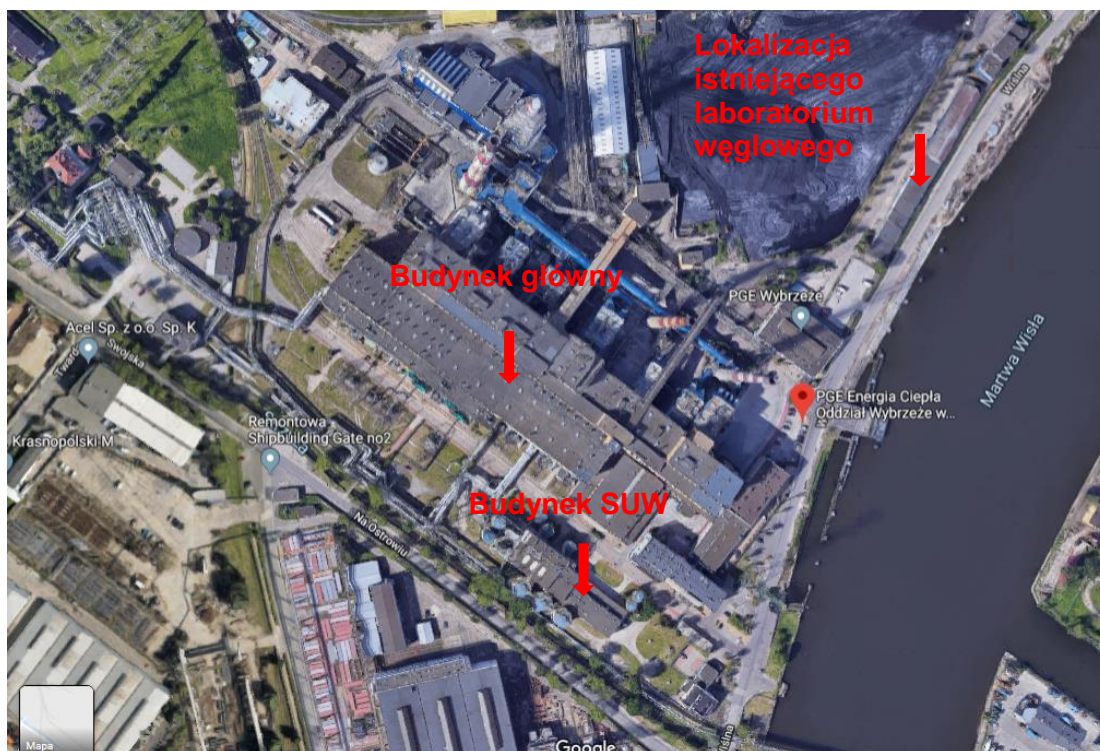 Lokalizacja
istniejącego
laboratorium
węglowego
Wiślna
Budynek główny
PGE Wybrzeże
Acel Sp. z o.o. Sp. K
Swojska
Martwa Wisła
PGE Energia Ciepła
Oddział Wybrzeże w...
Krasnopolski M
Remontowa
Shipbuilding Gate no2
Budynek SUW
Na Ostrowiu
Mapa
Google